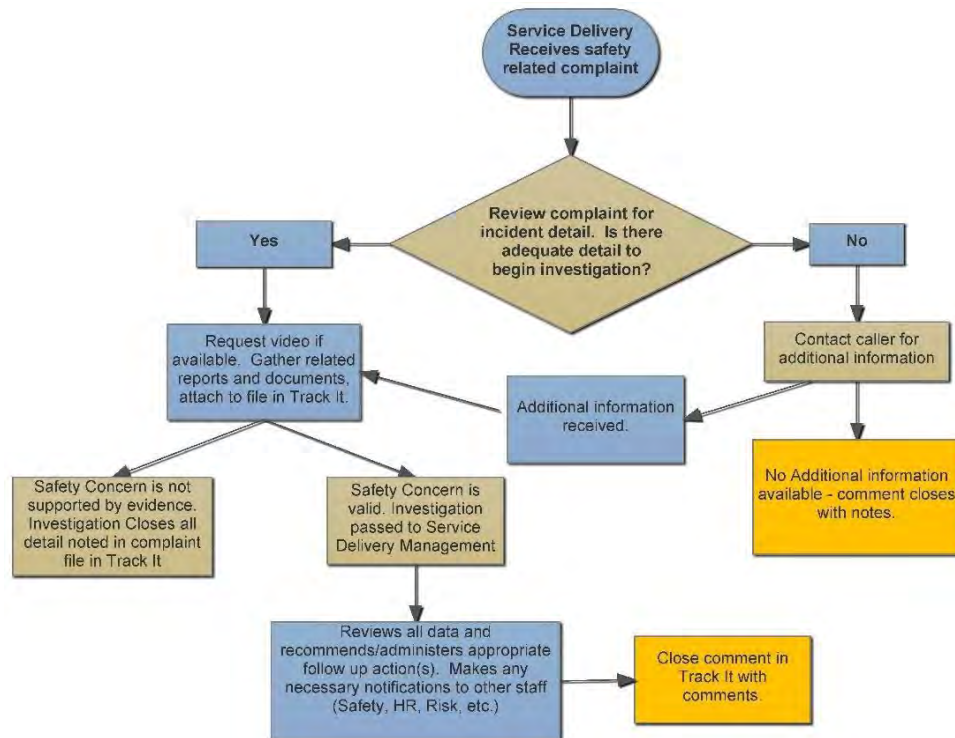 Service Delivery
Receives safety
related complaint
Review complaint for
incident detail.  Is there
adequate detail to
begin investigation?
Yes
No
Request video if
available.  Gather related
reports and documents,
attach to file in Track It.
Contact caller for
additional information
Additional information
received.
No Additional information
available - comment closes
with notes.
Safety Concern is not
supported by evidence.
Investigation Closes all
detail noted in complaint
file in Track It
Safety Concern is
valid. Investigation
passed to Service
Delivery Management
Reviews all data and
recommends/administers appropriate
follow up action(s).  Makes any
necessary notifications to other staff
(Safety, HR, Risk, etc.)
Close comment in
Track It with
comments.